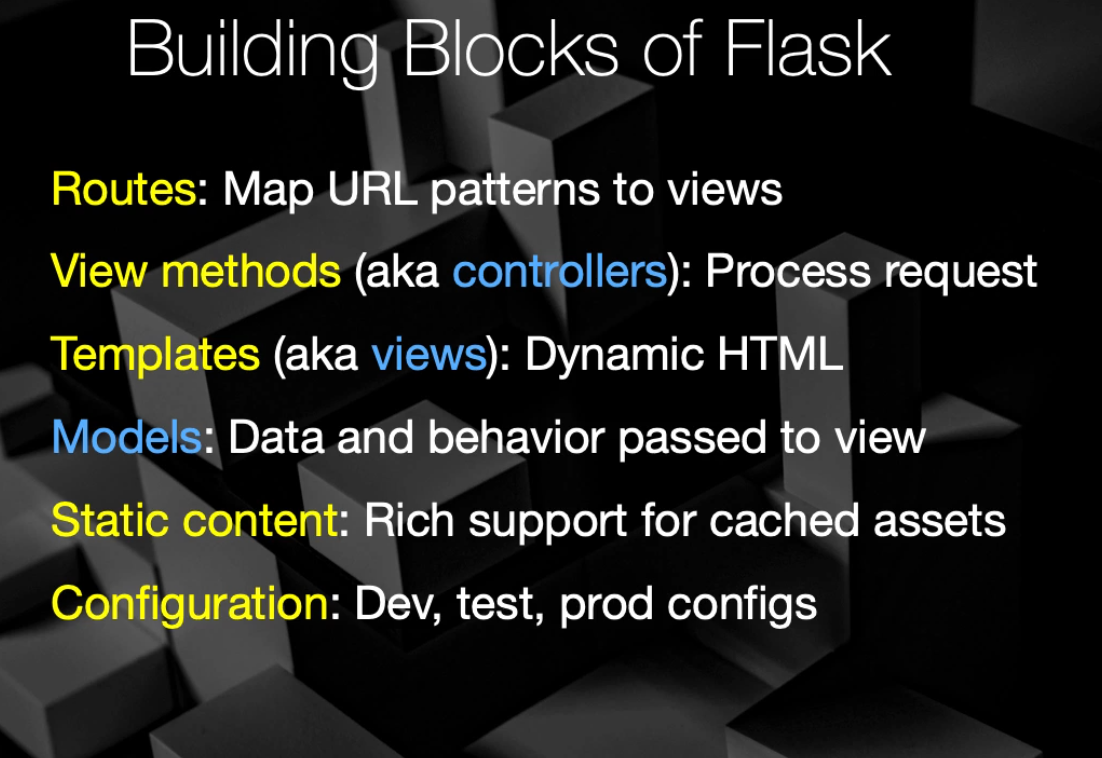 Building Blocks of Flask
Routes: Map URL patterns to views
View methods (aka controllers): Process request
Templates (aka views): Dynamic HTML
Models: Data and behavior passed to view
Static content: Rich support for cached assets
Configuration: Dev, test, prod configs